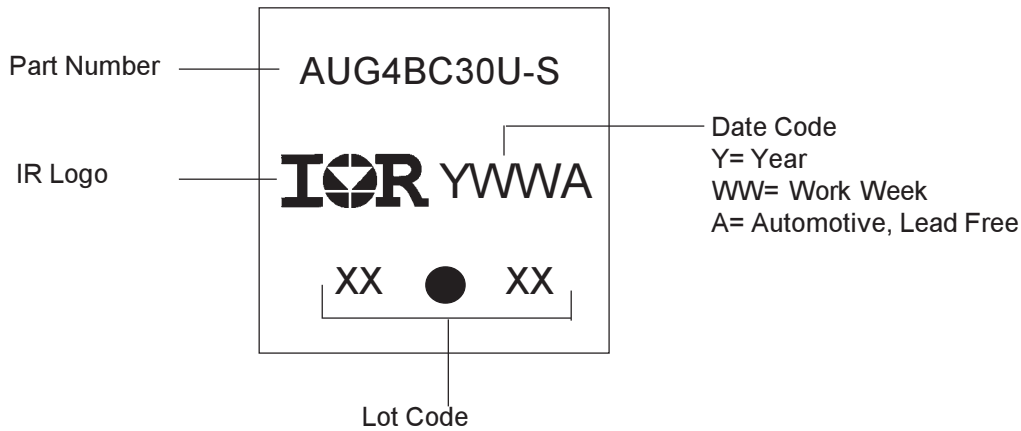 Part Number
AUG4BC30U-S
IR Logo
IOR YWWA
Date Code
Y= Year
WW= Work Week
A= Automotive, Lead Free
XX XX
Lot Code